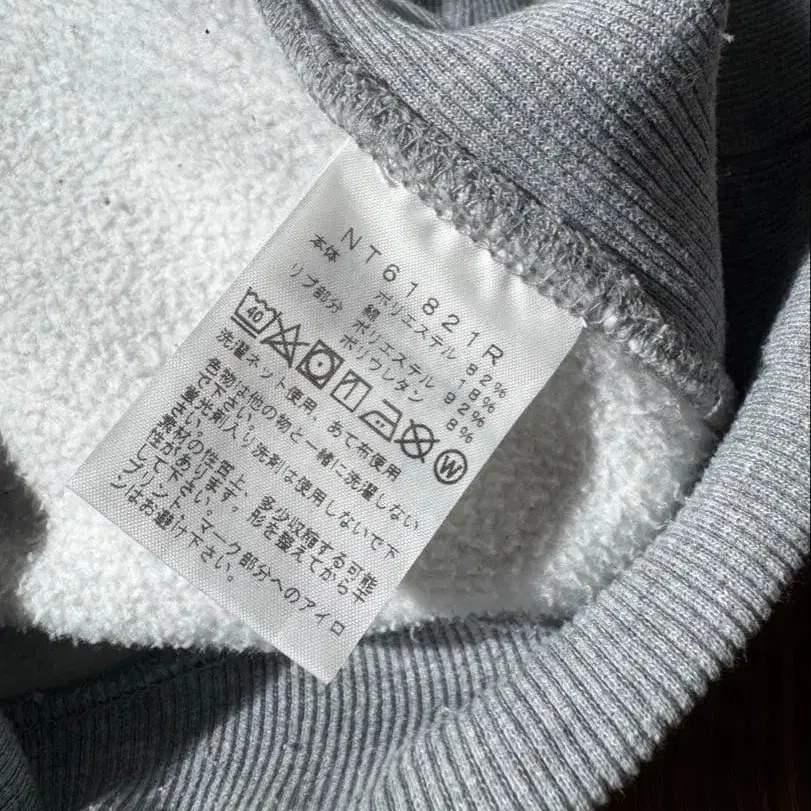 NT61821R
本体 ポリエステル 82%
綿 18%
リブ部分 ポリエステル 92%
ポリウレタン 8%
40 W
洗濯ネット使用、あて布使用
色物は他の物と一緒に洗濯しない
で下さい。
蛍光剤入り洗剤は使用しないで下
さい。
素材の性質上、多少収縮する可能
性があります。形を整えてから干
して下さい。
プリント、マーク部分へのアイロ
ンはお避け下さい。